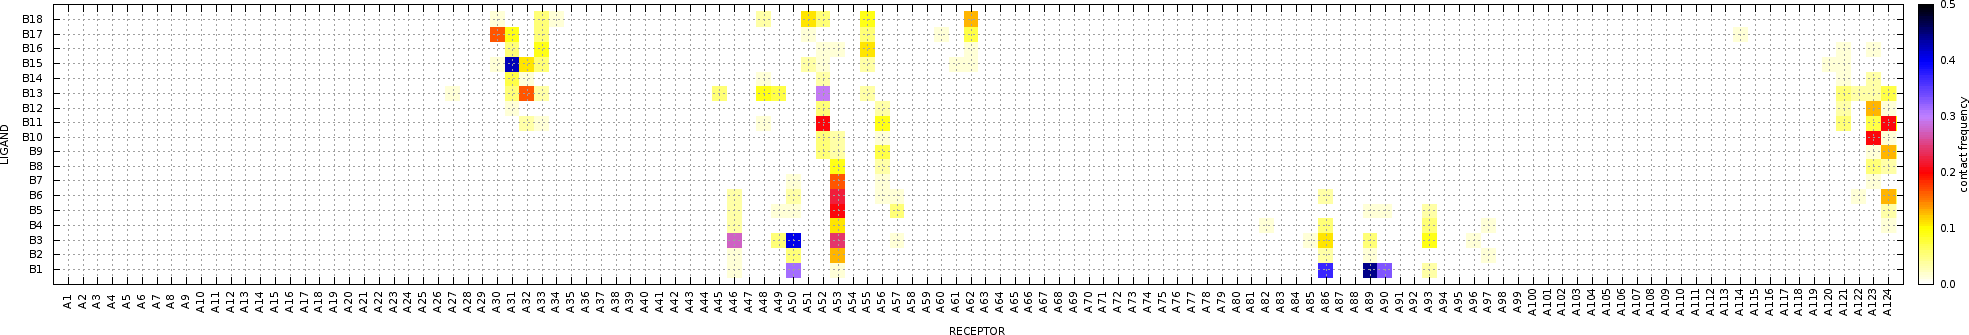 B18
B17
B16
B15
B14
B13
B12
B11
B10
B9
B8
B7
B6
B5
B4
B3
B2
B1
LIGAND
A1 A2 A3 A4 A5 A6 A7 A8 A9 A10 A11 A12 A13 A14 A15 A16 A17 A18 A19 A20 A21 A22 A23 A24 A25 A26 A27 A28 A29 A30 A31 A32 A33 A34 A35 A36 A37 A38 A39 A40 A41 A42 A43 A44 A45 A46 A47 A48 A49 A50 A51 A52 A53 A54 A55 A56 A57 A58 A59 A60 A61 A62 A63 A64 A65 A66 A67 A68 A69 A70 A71 A72 A73 A74 A75 A76 A77 A78 A79 A80 A81 A82 A83 A84 A85 A86 A87 A88 A89 A90 A91 A92 A93 A94 A95 A96 A97 A98 A99 A100 A101 A102 A103 A104 A105 A106 A107 A108 A109 A110 A111 A112 A113 A114 A115 A116 A117 A118 A119 A120 A121 A122 A123 A124
RECEPTOR
0.5
0.4
0.3
0.2
0.1
0.0
contact frequency